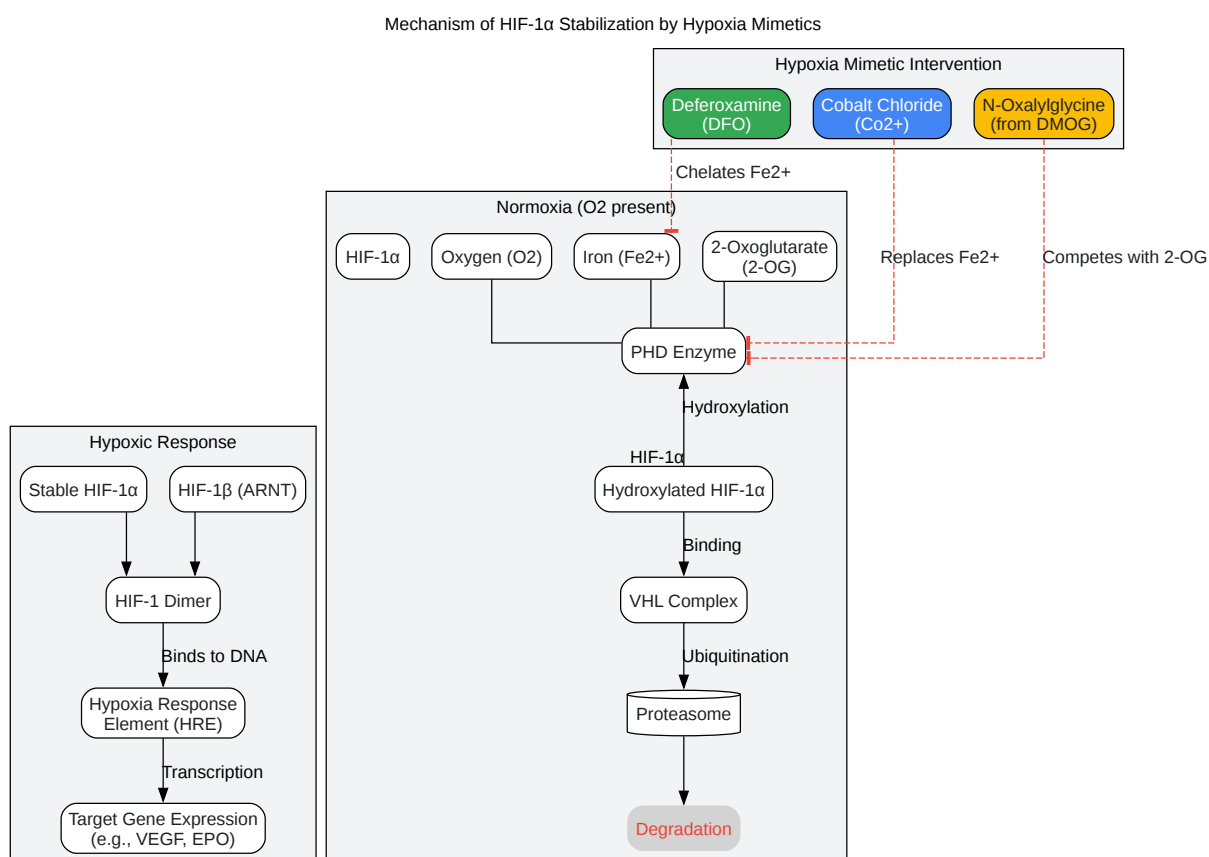 Mechanism of HIF-1α Stabilization by Hypoxia Mimetics
Hypoxia Mimetic Intervention
Deferoxamine
(DFO)
Cobalt Chloride
(Co2+)
N-Oxalylglycine
(from DMOG)
Chelates Fe2+
Replaces Fe2+
Competes with 2-OG
Normoxia (O2 present)
HIF-1α
Oxygen (O2)
Iron (Fe2+)
2-Oxoglutarate
(2-OG)
PHD Enzyme
Hydroxylation
HIF-1α
Hydroxylated HIF-1α
Binding
VHL Complex
Ubiquitination
Proteasome
Degradation
Hypoxic Response
Stable HIF-1α
HIF-1β (ARNT)
HIF-1 Dimer
Binds to DNA
Hypoxia Response
Element (HRE)
Transcription
Target Gene Expression
(e.g., VEGF, EPO)